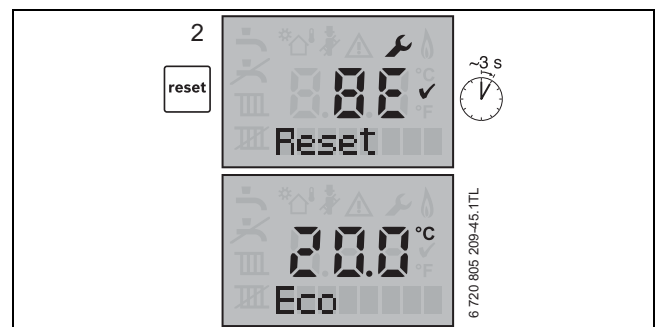 2
reset
8E
°C
°F
Reset
~3 s
20.0 °C
°F
Eco
6 720 805 209-45.1TL